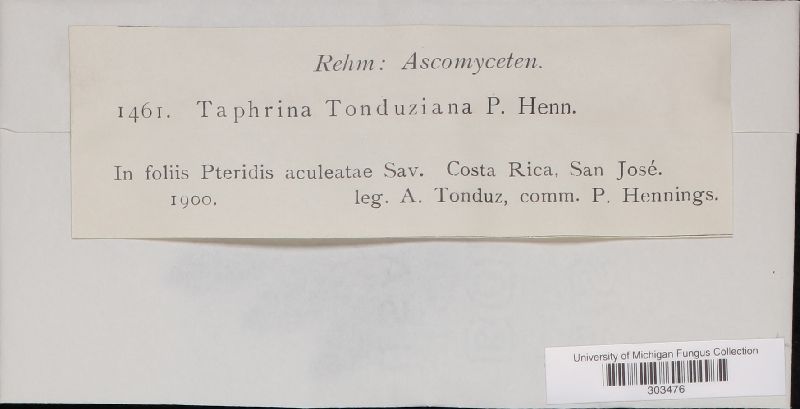 Rehm: Ascomyceten.
1461. Taphrina Tonduziana P. Henn.
In foliis Pteridis aculeatae Sav. Costa Rica, San José.
1900. leg. A. Tonduz, comm. P. Hennings.
University of Michigan Fungus Collection
303476